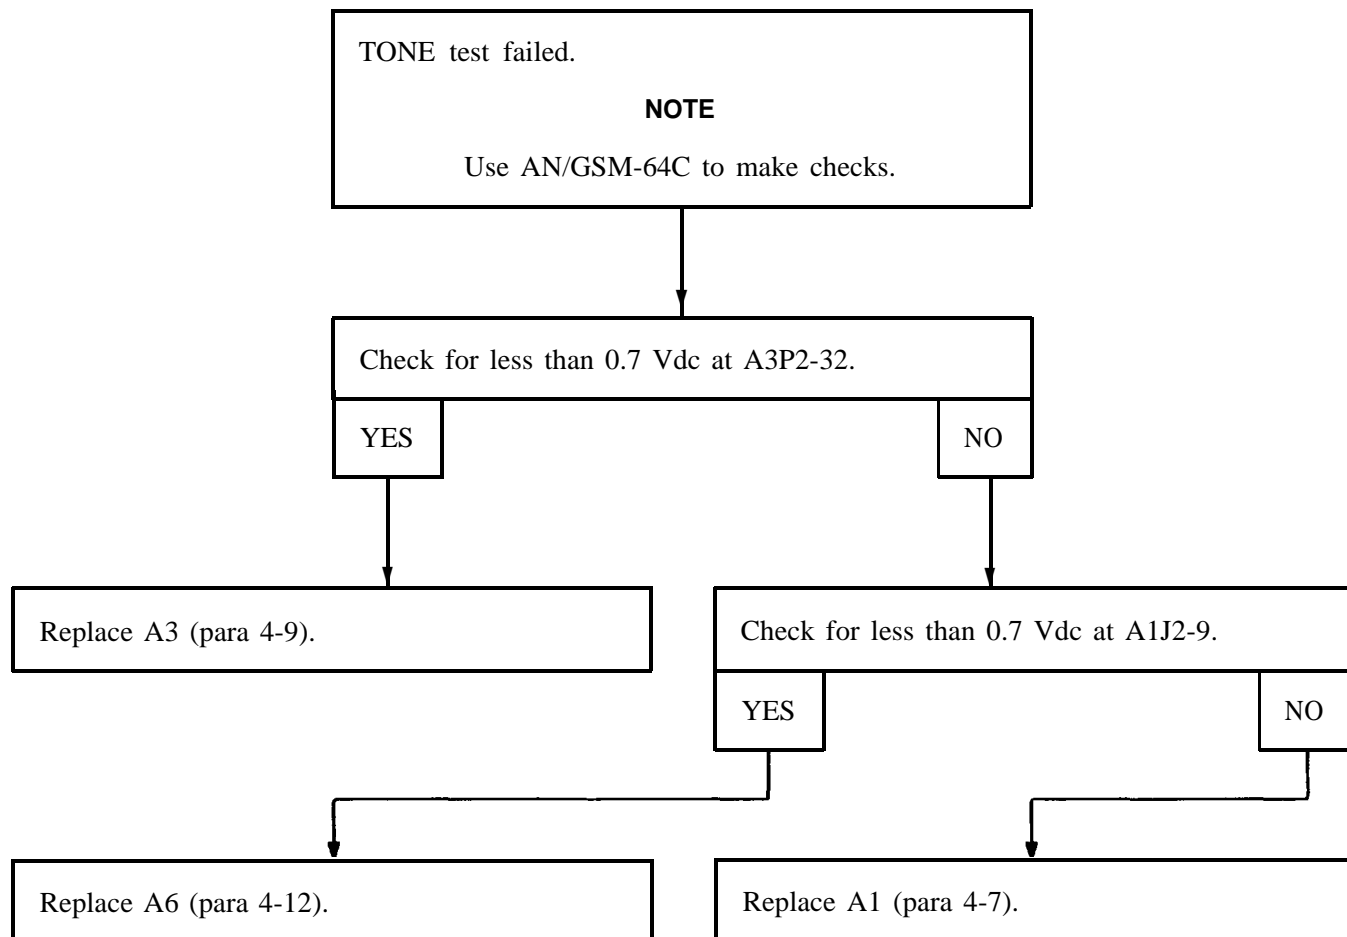 TONE test failed.
NOTE
Use AN/GSM-64C to make checks.
Check for less than 0.7 Vdc at A3P2-32.
YES
NO
Replace A3 (para 4-9).
Check for less than 0.7 Vdc at A1J2-9.
YES
NO
Replace A6 (para 4-12).
Replace A1 (para 4-7).